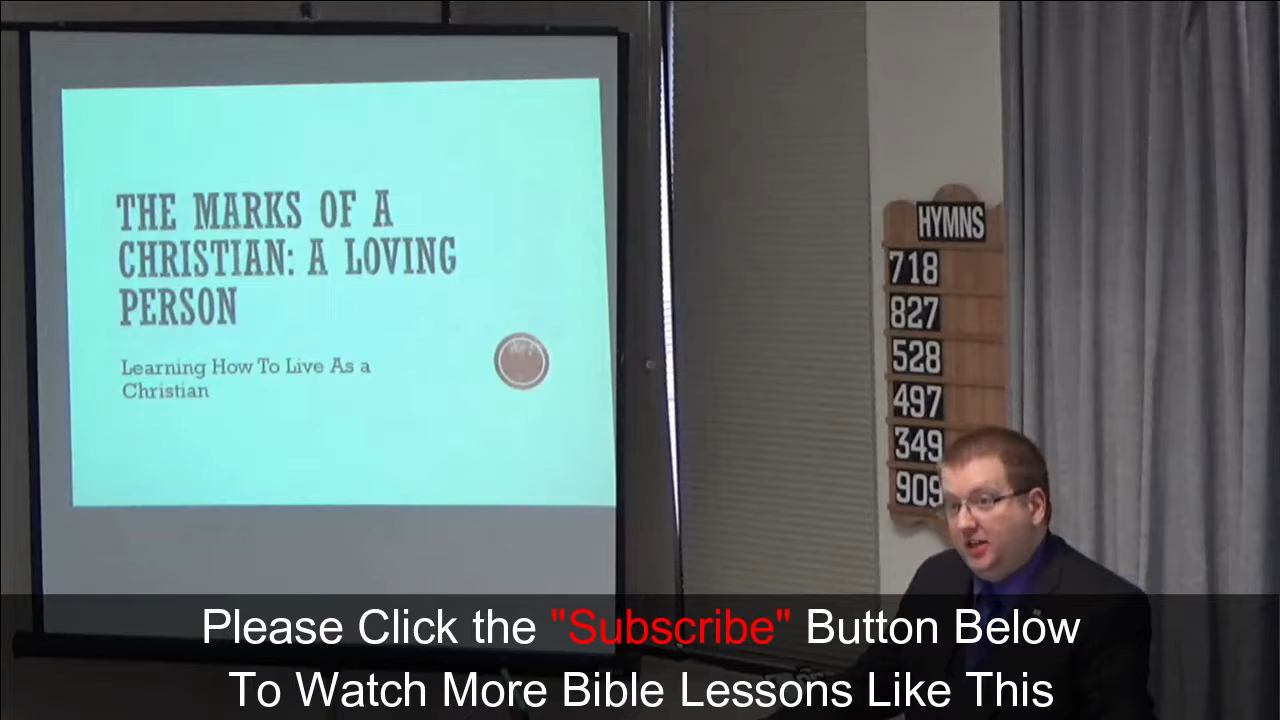 THE MARKS OF A
CHRISTIAN: A LOVING
PERSON
Learning How To Live As a
Christian
HYMNS
718
827
528
497
349
909
Please Click the "Subscribe" Button Below
To Watch More Bible Lessons Like This